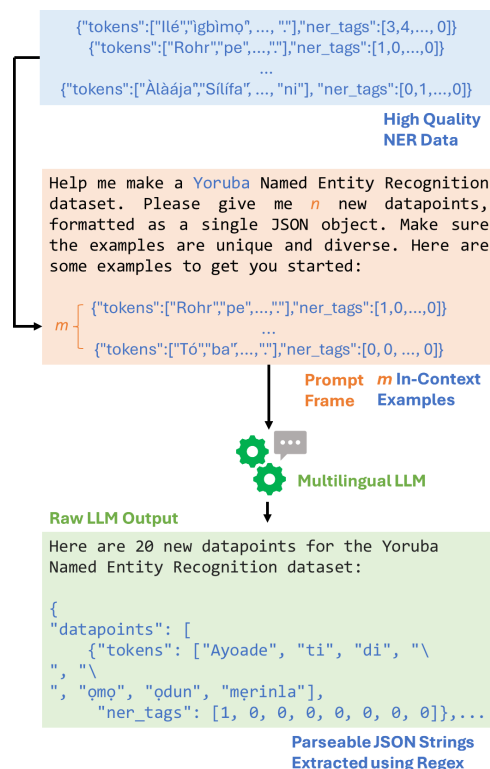 {"tokens":["Ilé","ìgbìmọ̀", ..., "."],"ner_tags":[3,4,..., 0]}
{"tokens":["Rohr","pe",...,"."],"ner_tags":[1,0,...,0]}
...
{"tokens":["Àlàája","Sílífa", ..., "ni"], "ner_tags":[0,1,...,0]}
High Quality
NER Data
Help me make a Yoruba Named Entity Recognition
dataset. Please give me n new datapoints,
formatted as a single JSON object. Make sure
the examples are unique and diverse. Here are
some examples to get you started:
{"tokens":["Rohr","pe",...,"."],"ner_tags":[1,0,...,0]}
m
...
{"tokens":["Tó","ba",...,"."],"ner_tags":[0,0, ..., 0]}
Prompt
Frame
m In-Context
Examples
Multilingual LLM
Raw LLM Output
Here are 20 new datapoints for the Yoruba
Named Entity Recognition dataset:
{
"datapoints": [
{"tokens": ["Ayoade", "ti", "di", "\
", "\
", "ọmọ", "ọdun", "mẹrinla"],
"ner_tags": [1, 0, 0, 0, 0, 0, 0, 0]},...
Parseable JSON Strings
Extracted using Regex